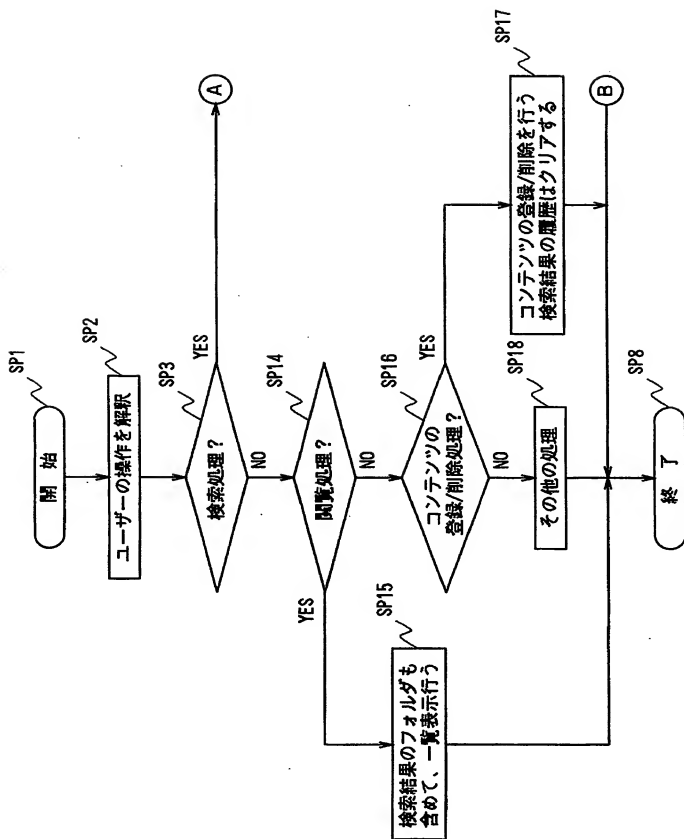 SP1
開 始
SP2
ユーザーの操作を解釈
SP3
検索処理？
YES
A
NO
SP14
閲覧処理？
YES
NO
SP15
検索結果のフォルダも
含めて、一覧表示行う
SP16
コンテンツの
登録/削除処理？
YES
NO
SP17
コンテンツの登録/削除を行う
検索結果の履歴はクリアする
SP18
その他の処理
B
SP8
終 了